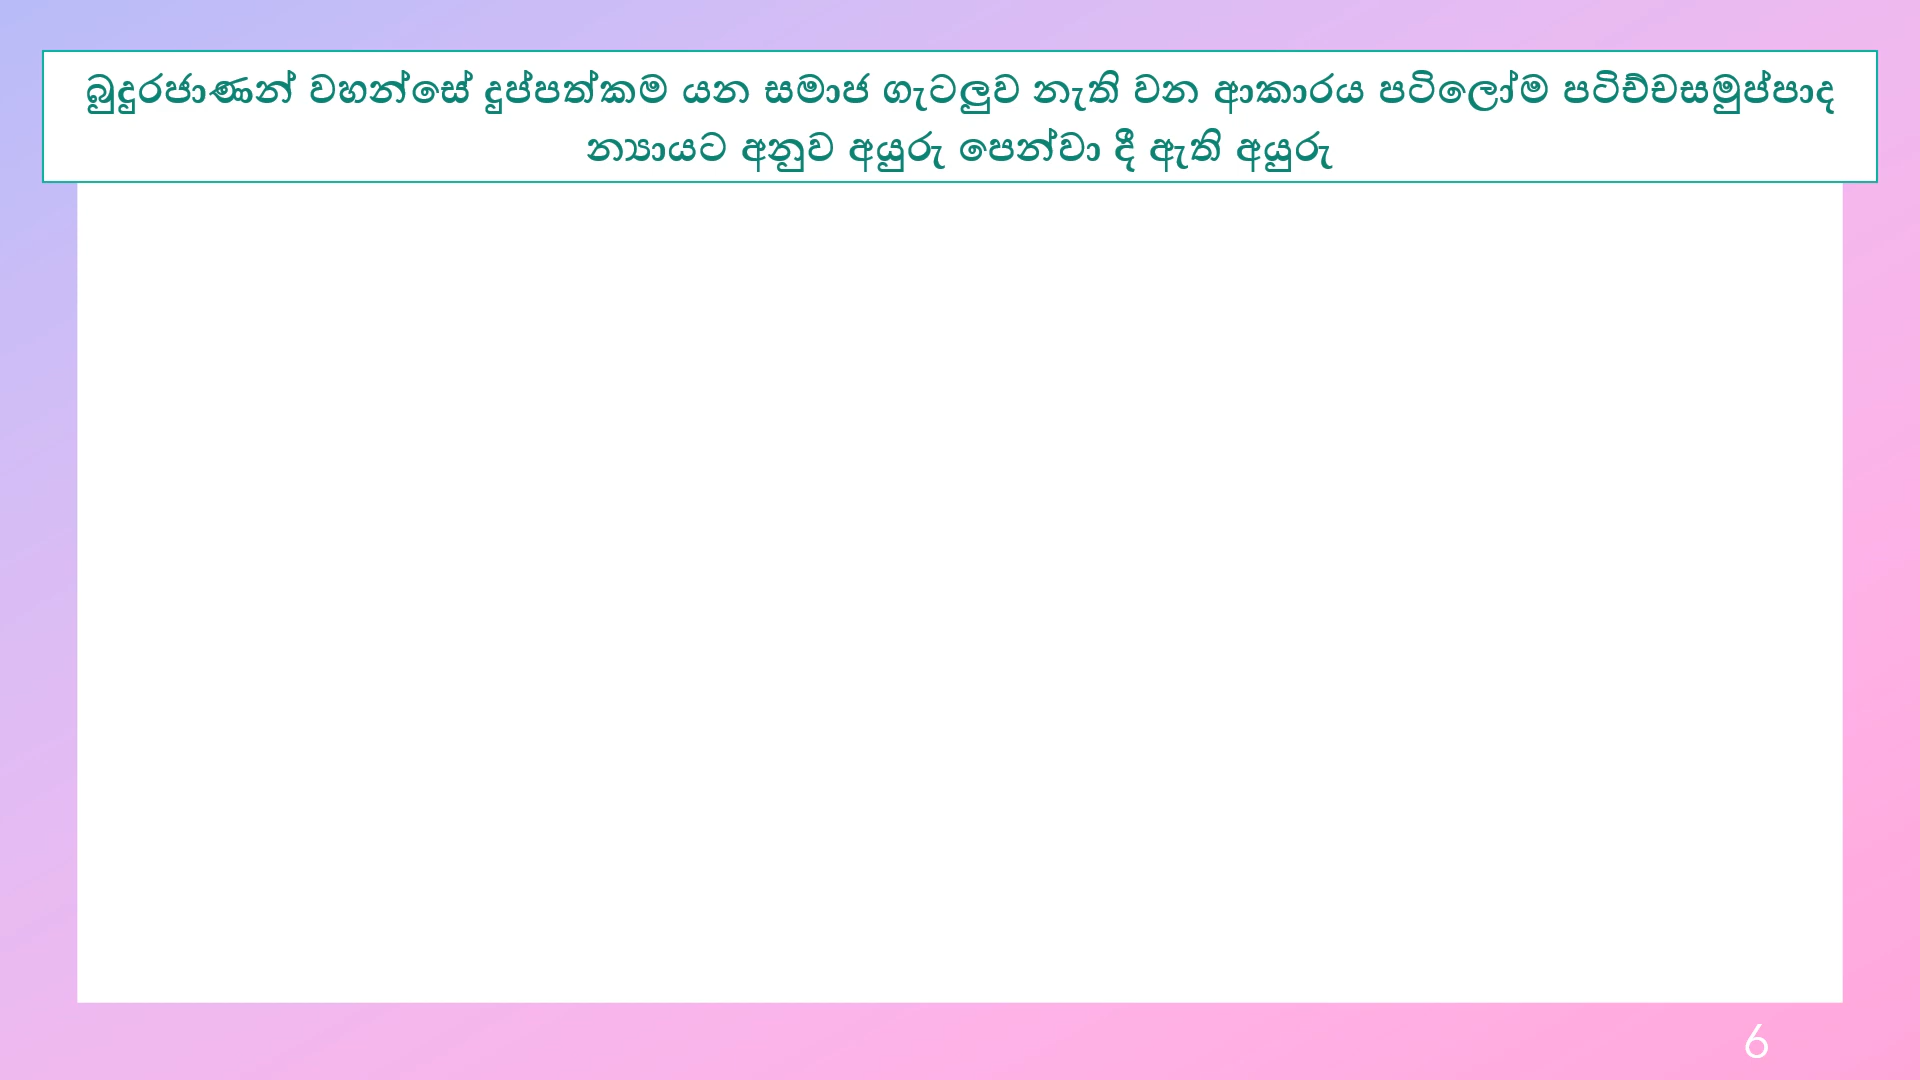 බුදුරජාණන් වහන්සේ දුප්පත්කම යන සමාජ ගැටලුව නැති වන ආකාරය පටිලෝම පටිච්චසමුප්පාද
න්‍යායට අනුව අයුරු පෙන්වා දී ඇති අයුරු
6